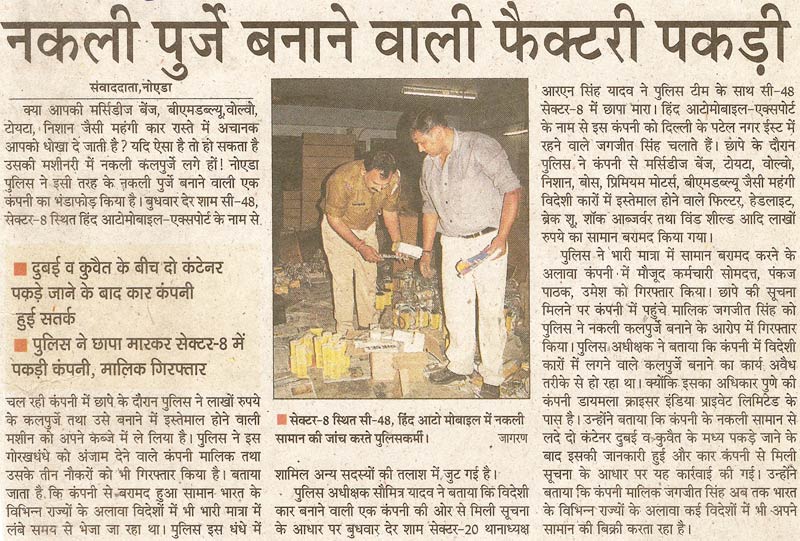 नकली पुर्जे बनाने वाली फैक्टरी पकड़ी
संवाददाता,नोएडा
क्या आपकी मर्सिडीज बेंज, बीएमडब्ल्यू,वोल्वो,
टोयटा, निशान जैसी महंगी कार रास्ते में अचानक
आपको धोखा दे जाती है? यदि ऐसा है तो हो सकता है
उसकी मशीनरी में नकली कलपुर्जे लगे हों! नोएडा
पुलिस ने इसी तरह के नकली पुर्जे बनाने वाली एक
कंपनी का भंडाफोड़ किया है। बुधवार देर शाम सी-48,
सेक्टर-8 स्थित हिंद आटोमोबाइल-एक्सपोर्ट के नाम से
■ दुबई व कुवैत के बीच दो कंटेनर
पकड़े जाने के बाद कार कंपनी
हुई सतर्क
■ पुलिस ने छापा मारकर सेक्टर-8 में
पकड़ी कंपनी, मालिक गिरफ्तार
चल रही कंपनी में छापे के दौरान पुलिस ने लाखों रुपये
के कलपुर्जे तथा उसे बनाने में इस्तेमाल होने वाली
मशीन को अपने कब्जे में ले लिया है। पुलिस ने इस
गोरखधंधे को अंजाम देने वाले कंपनी मालिक तथा
उसके तीन नौकरों को भी गिरफ्तार किया है। बताया
जाता है कि कंपनी से बरामद हुआ सामान भारत के
विभिन्न राज्यों के अलावा विदेशों में भी भारी मात्रा में
लंबे समय से भेजा जा रहा था। पुलिस इस धंधे में
■ सेक्टर-8 स्थित सी-48, हिंद आटो मोबाइल में नकली
सामान की जांच करते पुलिसकर्मी। जागरण
शामिल अन्य सदस्यों की तलाश में जुट गई है।
पुलिस अधीक्षक सौमित्र यादव ने बताया कि विदेशी
कार बनाने वाली एक कंपनी की ओर से मिली सूचना
के आधार पर बुधवार देर शाम सेक्टर-20 थानाध्यक्ष
आरएन सिंह यादव ने पुलिस टीम के साथ सी-48
सेक्टर-8 में छापा मारा। हिंद आटोमोबाइल-एक्सपोर्ट
के नाम से इस कंपनी को दिल्ली के पटेल नगर ईस्ट में
रहने वाले जगजीत सिंह चलाते हैं। छापे के दौरान
पुलिस ने कंपनी से मर्सिडीज बेंज, टोयटा, वोल्वो,
निशान, बोस, प्रिमियम मोटर्स, बीएमडब्ल्यू जैसी महंगी
विदेशी कारों में इस्तेमाल होने वाले फिल्टर, हेडलाइट,
ब्रेक शू, शॉक आब्जर्वर तथा विंड शील्ड आदि लाखों
रुपये का सामान बरामद किया गया।
पुलिस ने भारी मात्रा में सामान बरामद करने के
अलावा कंपनी में मौजूद कर्मचारी सोमदत्त, पंकज
पाठक, उमेश को गिरफ्तार किया। छापे की सूचना
मिलने पर कंपनी में पहुंचे मालिक जगजीत सिंह को
पुलिस ने नकली कलपुर्जे बनाने के आरोप में गिरफ्तार
किया। पुलिस अधीक्षक ने बताया कि कंपनी में विदेशी
कारों में लगने वाले कलपुर्जे बनाने का कार्य अवैध
तरीके से हो रहा था। क्योंकि इसका अधिकार पुणे की
कंपनी डायमला क्राइसर इंडिया प्राइवेट लिमिटेड के
पास है। उन्होंने बताया कि कंपनी के नकली सामान से
लदे दो कंटेनर दुबई व कुवैत के मध्य पकड़े जाने के
बाद इसकी जानकारी हुई और कार कंपनी से मिली
सूचना के आधार पर यह कार्रवाई की गई। उन्होंने
बताया कि कंपनी मालिक जगजीत सिंह अब तक भारत
के विभिन्न राज्यों के अलावा कई विदेशों में भी अपने
सामान की बिक्री करता रहा है।